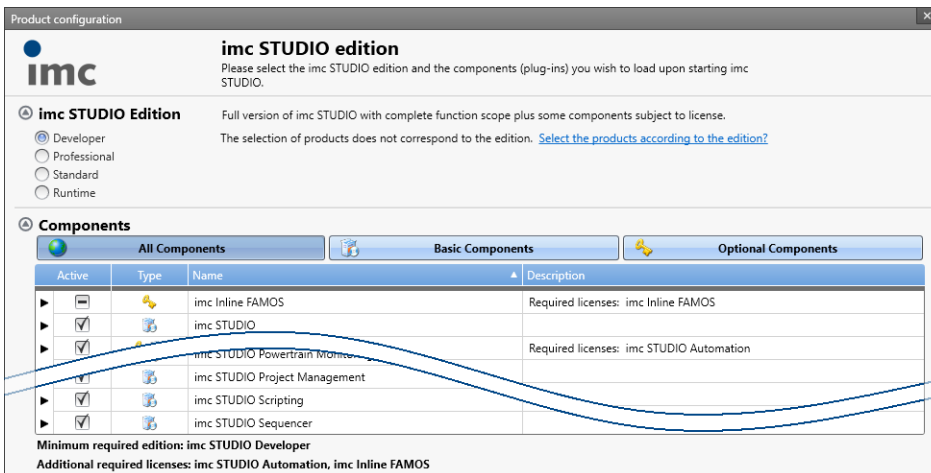 Product configuration
imc
imc STUDIO edition
Please select the imc STUDIO edition and the components (plug-ins) you wish to load upon starting imc
STUDIO.
imc STUDIO Edition
Full version of imc STUDIO with complete function scope plus some components subject to license.
Developer
The selection of products does not correspond to the edition. Select the products according to the edition?
Professional
Standard
Runtime
Components
All Components Basic Components Optional Components
Active Type Name Description
imc Inline FAMOS Required licenses: imc Inline FAMOS
imc STUDIO
Required licenses: imc STUDIO Automation
imc STUDIO Powertrain
imc STUDIO Project Management
imc STUDIO Scripting
imc STUDIO Sequencer
Minimum required edition: imc STUDIO Developer
Additional required licenses: imc STUDIO Automation, imc Inline FAMOS